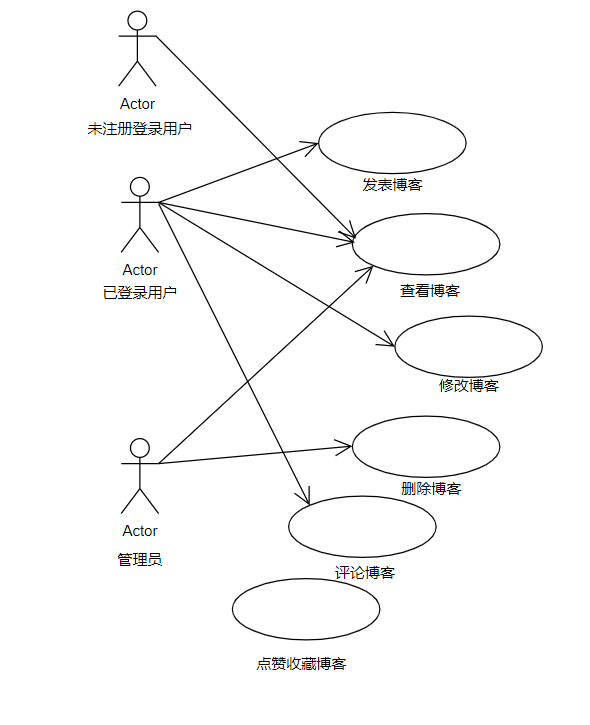 Actor
未注册登录用户
发表博客
Actor
已登录用户
查看博客
修改博客
删除博客
Actor
管理员
评论博客
点赞收藏博客